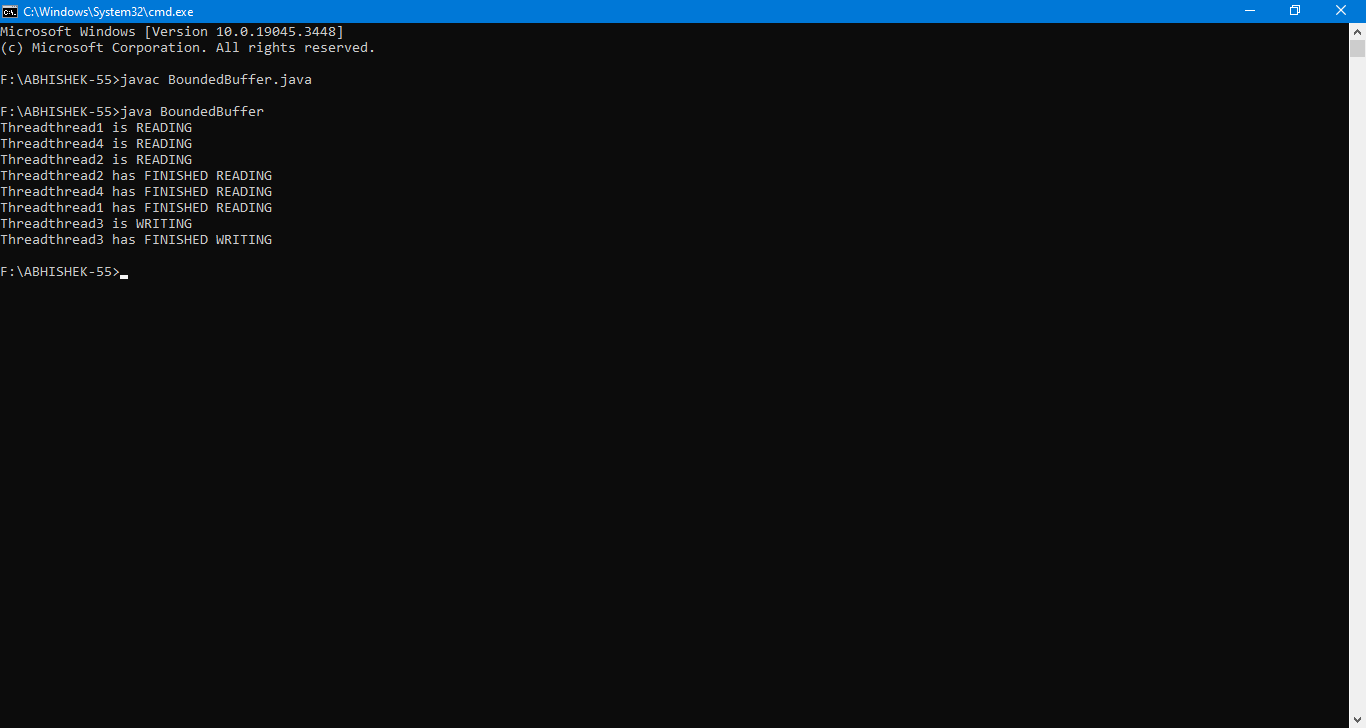 C:\Windows\System32\cmd.exe
Microsoft Windows [Version 10.0.19045.3448]
(c) Microsoft Corporation. All rights reserved.
F:\ABHISHEK-55>javac BoundedBuffer.java
F:\ABHISHEK-55>java BoundedBuffer
Threadthread1 is READING
Threadthread4 is READING
Threadthread2 is READING
Threadthread2 has FINISHED READING
Threadthread4 has FINISHED READING
Threadthread1 has FINISHED READING
Threadthread3 is WRITING
Threadthread3 has FINISHED WRITING
F:\ABHISHEK-55>